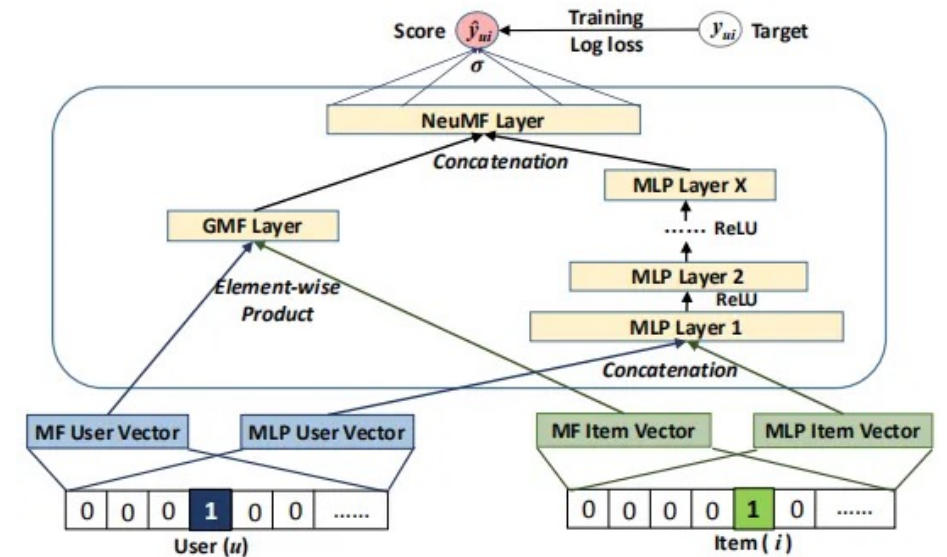 Score ŷui Training yui Target
Log loss
σ
NeuMF Layer
Concatenation
MLP Layer X
GMF Layer
...... ReLU
Element-wise
Product
MLP Layer 2
ReLU
MLP Layer 1
Concatenation
MF User Vector MLP User Vector MF Item Vector MLP Item Vector
0 0 0 1 0 0 ...... 0 0 0 0 1 0 ......
User (u) Item ( i )